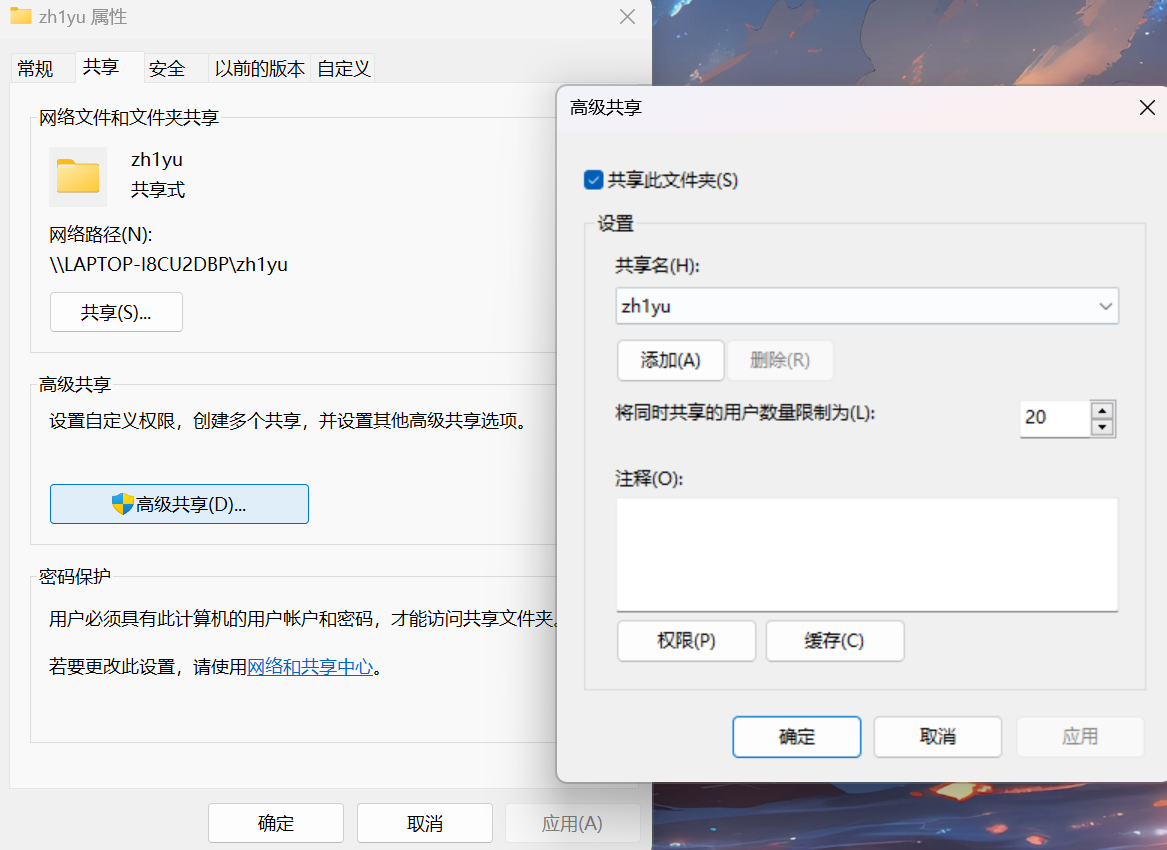 zh1yu 属性
常规 共享 安全 以前的版本 自定义
网络文件和文件夹共享
zh1yu
共享式
网络路径(N):
\\LAPTOP-I8CU2DBP\zh1yu
共享(S)...
高级共享
设置自定义权限，创建多个共享，并设置其他高级共享选项。
高级共享(D)...
密码保护
用户必须具有此计算机的用户帐户和密码，才能访问共享文件夹。
若要更改此设置，请使用网络和共享中心。
确定 取消 应用(A)
高级共享
共享此文件夹(S)
设置
共享名(H):
zh1yu
添加(A) 删除(R)
将同时共享的用户数量限制为(L): 20
注释(O):
权限(P) 缓存(C)
确定 取消 应用